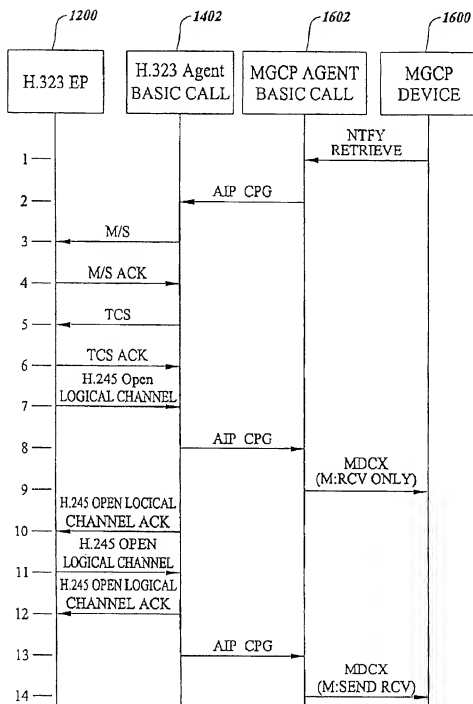 1200
1402
1602
1600
H.323 EP
H.323 Agent
BASIC CALL
MGCP AGENT
BASIC CALL
MGCP
DEVICE
NTFY
RETRIEVE
1
AIP CPG
2
M/S
3
M/S ACK
4
TCS
5
TCS ACK
6
H.245 Open
LOGICAL CHANNEL
7
AIP CPG
8
MDCX
(M:RCV ONLY)
9
H.245 OPEN LOCICAL
CHANNEL ACK
10
H.245 OPEN
LOGICAL CHANNEL
11
H.245 OPEN LOGICAL
CHANNEL ACK
12
AIP CPG
13
MDCX
(M:SEND RCV)
14